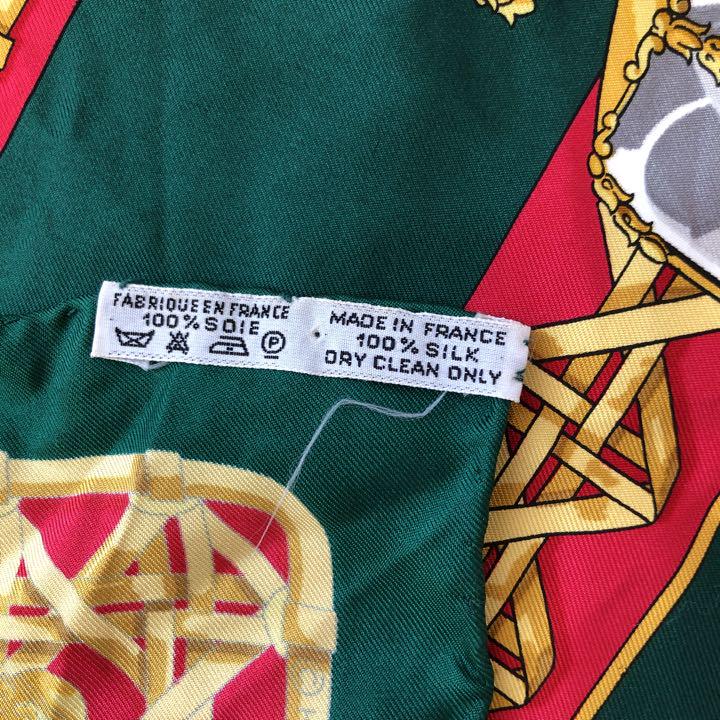 FABRIQUE EN FRANCE
100% SOIE
P
MADE IN FRANCE
100% SILK
DRY CLEAN ONLY